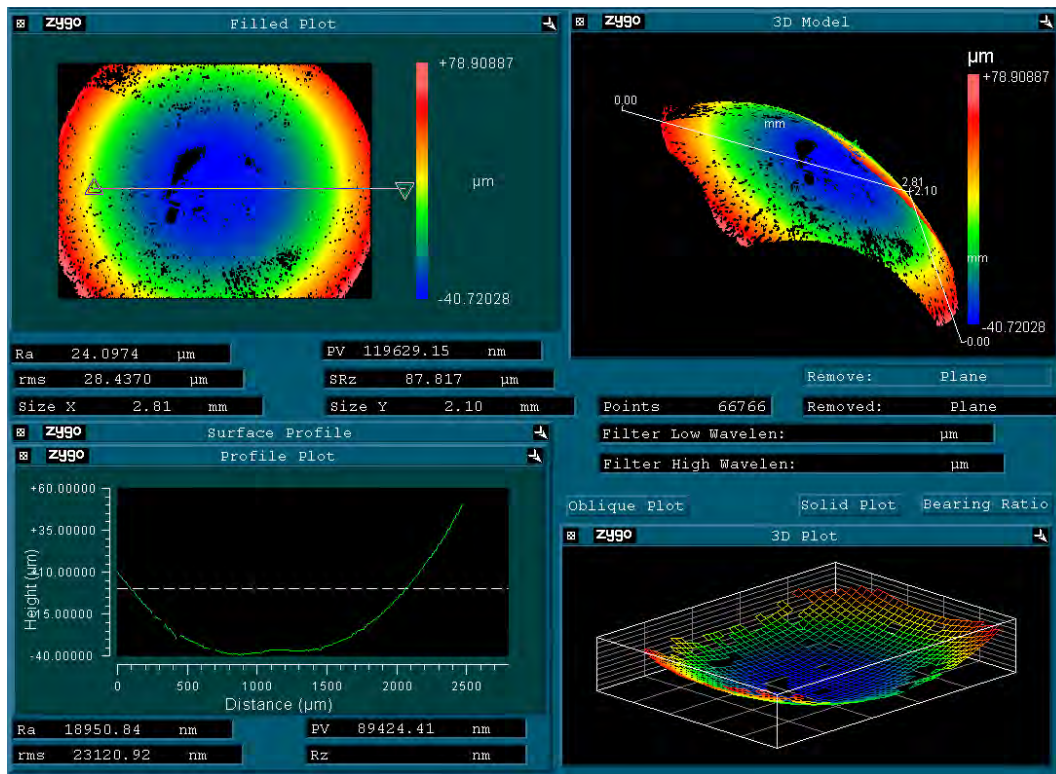 zygo Filled Plot
+78.90887
µm
-40.72028
Ra 24.0974 µm
PV 119629.15 nm
rms 28.4370 µm
SRz 87.817 µm
Size X 2.81 mm
Size Y 2.10 mm
zygo 3D Model
µm
+78.90887
0.00
mm
2.81
+2.10
mm
-40.72028
0.00
Remove: Plane
Points 66766
Removed: Plane
Filter Low Wavelen: µm
Filter High Wavelen: µm
Oblique Plot
Solid Plot
Bearing Ratio
zygo Surface Profile
zygo Profile Plot
+60.00000
+35.00000
+10.00000
-15.00000
-40.00000
Height (µm)
0 500 1000 1500 2000 2500
Distance (µm)
Ra 18950.84 nm
PV 89424.41 nm
rms 23120.92 nm
Rz nm
zygo 3D Plot